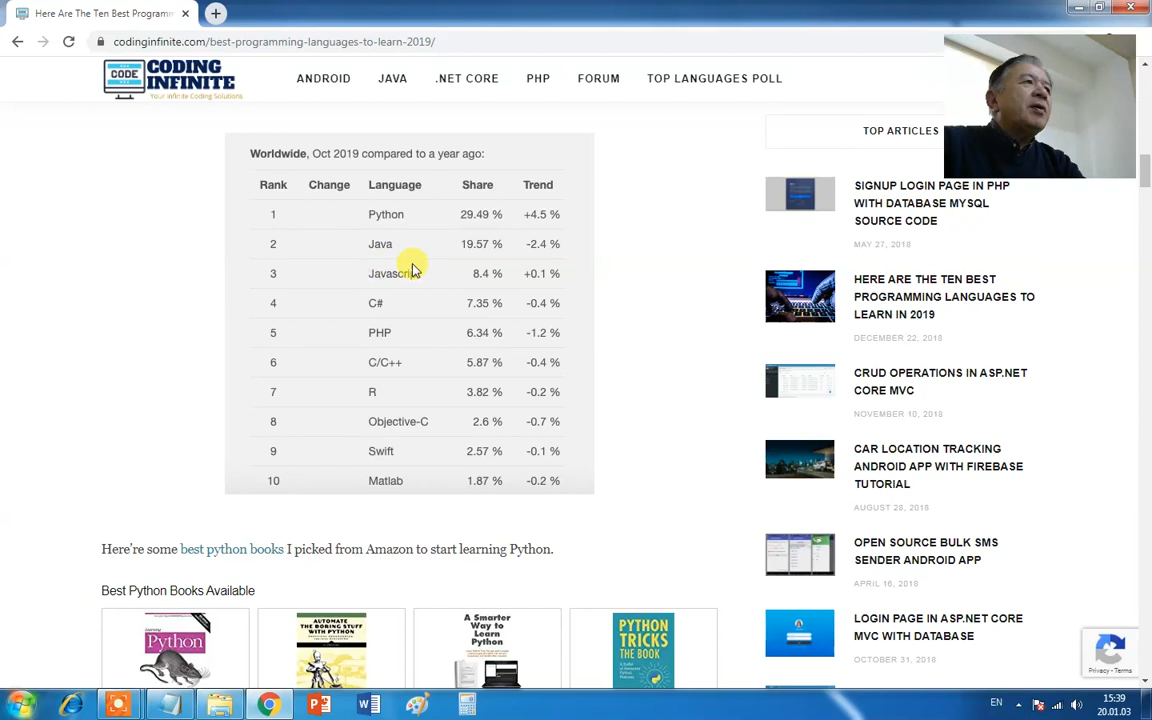 Here Are The Ten Best Programm
codinginfinite.com/best-programming-languages-to-learn-2019/
CODE
CODING
INFINITE
Your Infinite Coding Solutions
ANDROID JAVA .NET CORE PHP FORUM TOP LANGUAGES POLL
Worldwide, Oct 2019 compared to a year ago:
Rank Change Language Share Trend
1 Python 29.49 % +4.5 %
2 Java 19.57 % -2.4 %
3 Javascript 8.4 % +0.1 %
4 C# 7.35 % -0.4 %
5 PHP 6.34 % -1.2 %
6 C/C++ 5.87 % -0.4 %
7 R 3.82 % -0.2 %
8 Objective-C 2.6 % -0.7 %
9 Swift 2.57 % -0.1 %
10 Matlab 1.87 % -0.2 %
Here're some best python books I picked from Amazon to start learning Python.
Best Python Books Available
Learning
Python
AUTOMATE
THE BORING STUFF
WITH PYTHON
A Smarter
Way to
Learn
Python
PYTHON
TRICKS
THE BOOK
TOP ARTICLES
SIGNUP LOGIN PAGE IN PHP
WITH DATABASE MYSQL
SOURCE CODE
MAY 27, 2018
HERE ARE THE TEN BEST
PROGRAMMING LANGUAGES TO
LEARN IN 2019
DECEMBER 22, 2018
CRUD OPERATIONS IN ASP.NET
CORE MVC
NOVEMBER 10, 2018
CAR LOCATION TRACKING
ANDROID APP WITH FIREBASE
TUTORIAL
AUGUST 28, 2018
OPEN SOURCE BULK SMS
SENDER ANDROID APP
APRIL 16, 2018
LOGIN PAGE IN ASP.NET CORE
MVC WITH DATABASE
OCTOBER 31, 2018
Privacy - Terms
EN
15:39
20.01.03